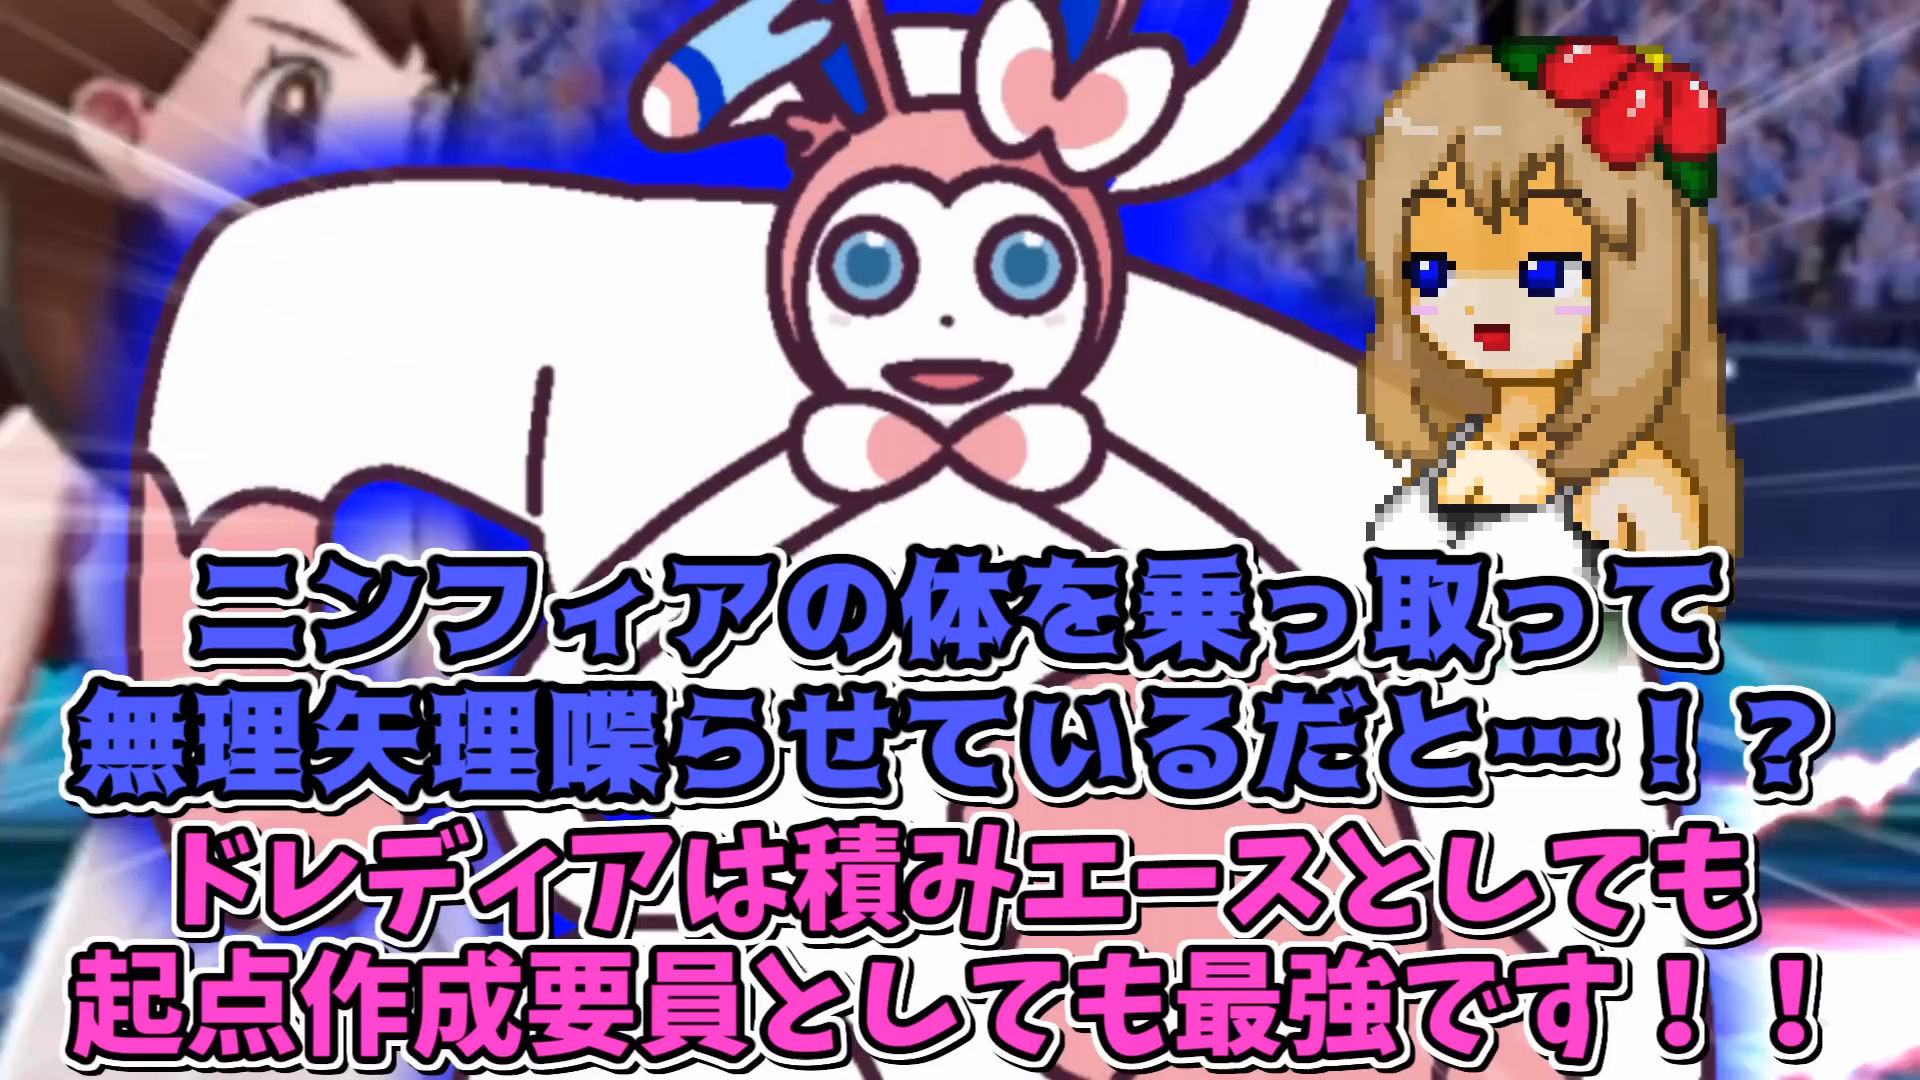 ニンフィアの体を乗っ取って
無理矢理喋らせているだと…！？
ドレディアは積みエースとしても
起点作成要員としても最強です！！